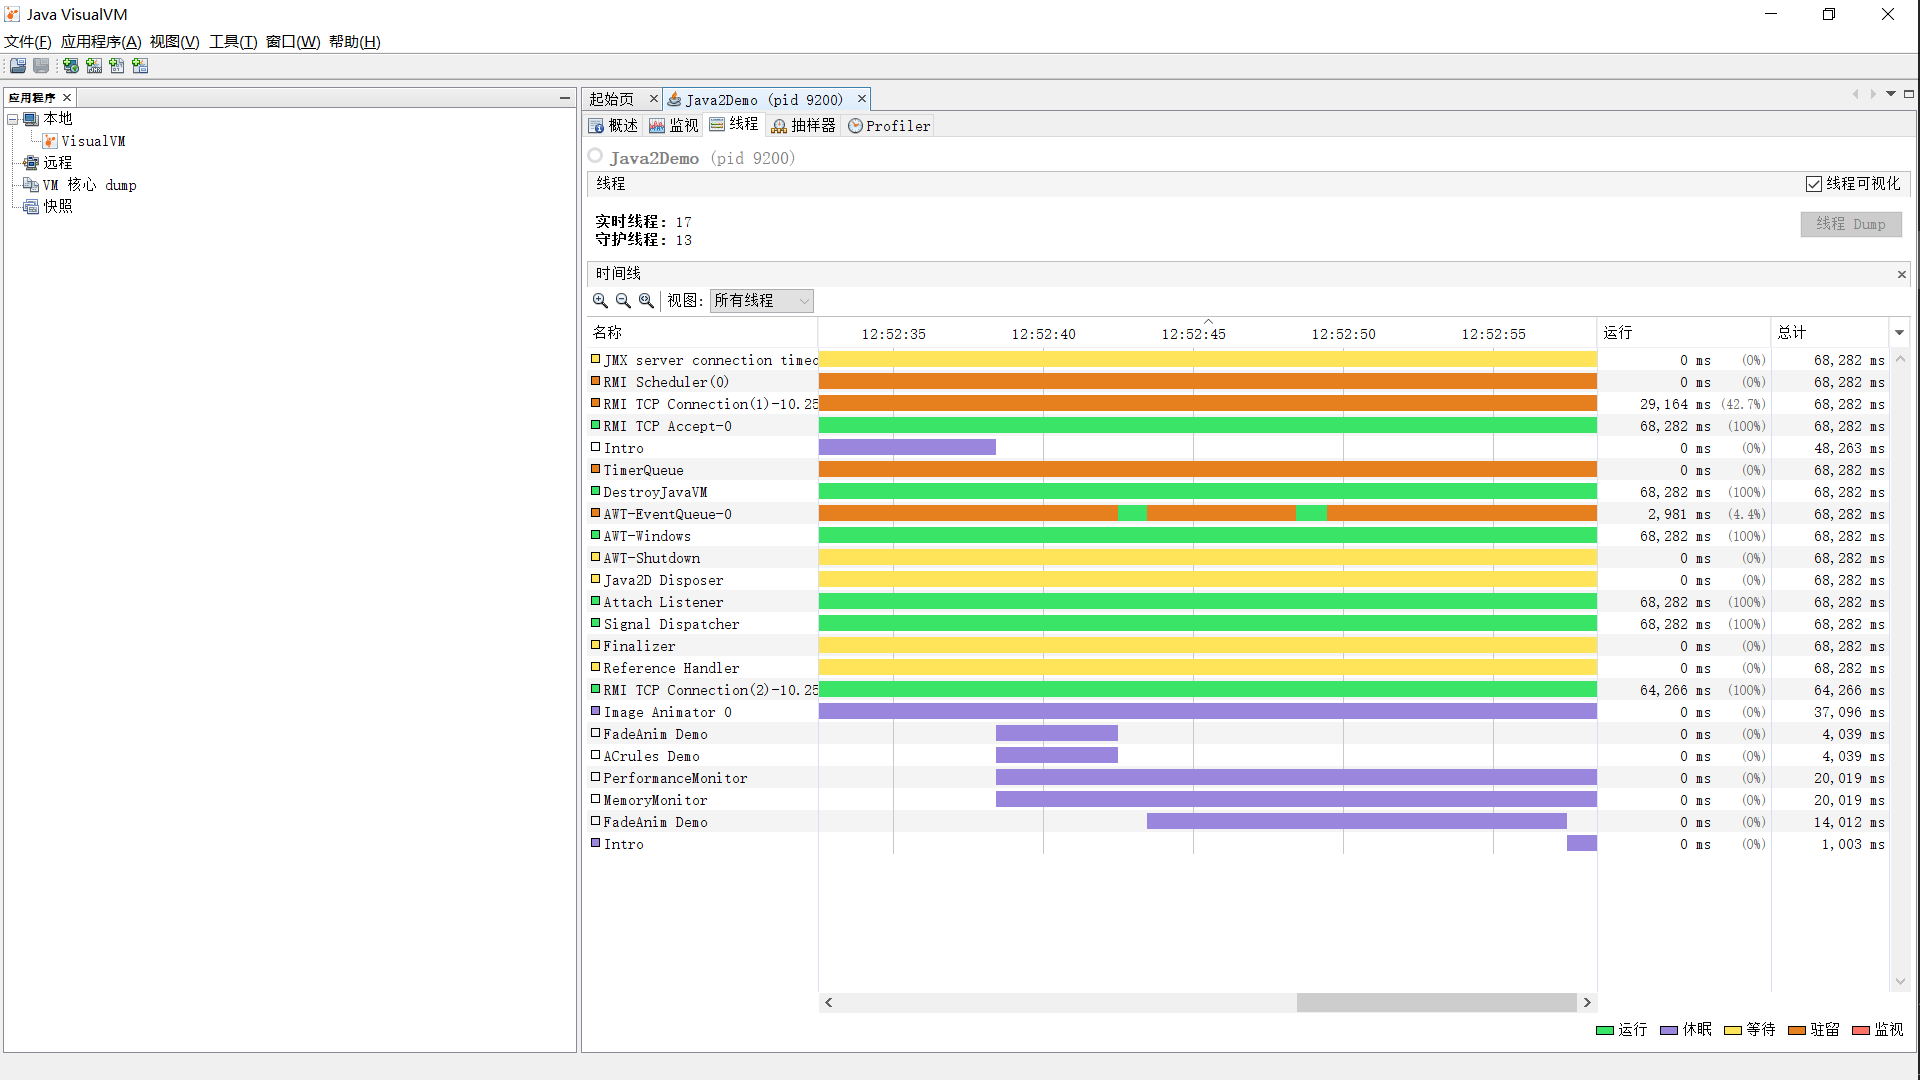 Java VisualVM
文件(F) 应用程序(A) 视图(V) 工具(T) 窗口(W) 帮助(H)
应用程序
本地
VisualVM
远程
VM 核心 dump
快照
起始页 Java2Demo (pid 9200)
概述 监视 线程 抽样器 Profiler
Java2Demo (pid 9200)
线程 线程可视化
实时线程: 17
守护线程: 13
线程 Dump
时间线
视图: 所有线程
名称 12:52:35 12:52:40 12:52:45 12:52:50 12:52:55 运行 总计
JMX server connection timeo 0 ms (0%) 68,282 ms
RMI Scheduler(0) 0 ms (0%) 68,282 ms
RMI TCP Connection(1)-10.25 29,164 ms (42.7%) 68,282 ms
RMI TCP Accept-0 68,282 ms (100%) 68,282 ms
Intro 0 ms (0%) 48,263 ms
TimerQueue 0 ms (0%) 68,282 ms
DestroyJavaVM 68,282 ms (100%) 68,282 ms
AWT-EventQueue-0 2,981 ms (4.4%) 68,282 ms
AWT-Windows 68,282 ms (100%) 68,282 ms
AWT-Shutdown 0 ms (0%) 68,282 ms
Java2D Disposer 0 ms (0%) 68,282 ms
Attach Listener 68,282 ms (100%) 68,282 ms
Signal Dispatcher 68,282 ms (100%) 68,282 ms
Finalizer 0 ms (0%) 68,282 ms
Reference Handler 0 ms (0%) 68,282 ms
RMI TCP Connection(2)-10.25 64,266 ms (100%) 64,266 ms
Image Animator 0 0 ms (0%) 37,096 ms
FadeAnim Demo 0 ms (0%) 4,039 ms
ACrules Demo 0 ms (0%) 4,039 ms
PerformanceMonitor 0 ms (0%) 20,019 ms
MemoryMonitor 0 ms (0%) 20,019 ms
FadeAnim Demo 0 ms (0%) 14,012 ms
Intro 0 ms (0%) 1,003 ms
运行 休眠 等待 驻留 监视